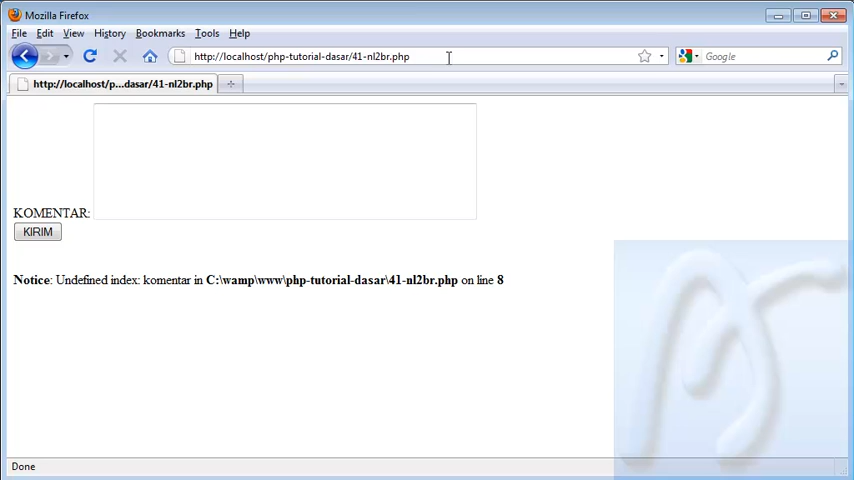 Mozilla Firefox
File Edit View History Bookmarks Tools Help
http://localhost/php-tutorial-dasar/41-nl2br.php
Google
http://localhost/p...dasar/41-nl2br.php
KOMENTAR:
KIRIM
Notice: Undefined index: komentar in C:\wamp\www\php-tutorial-dasar\41-nl2br.php on line 8
Done